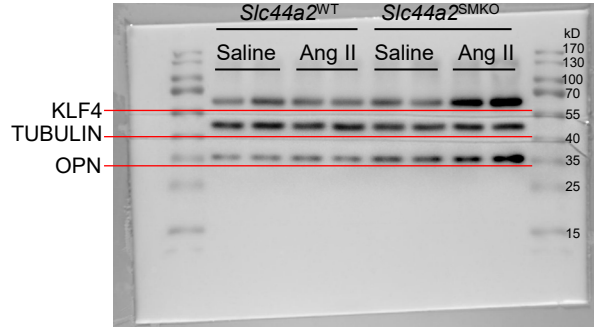 Slc44a2WT Slc44a2SMKO
Saline Ang II Saline Ang II
kD
170
130
100
70
KLF4
55
TUBULIN
40
OPN
35
25
15